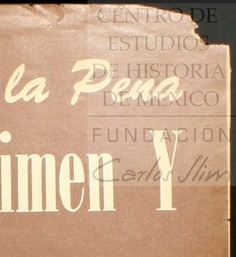 CENTRO DE
ESTUDIOS
DE HISTORIA
DE MÉXICO
FUNDACIÓN
Carlos Slim
la Pena
imen Y